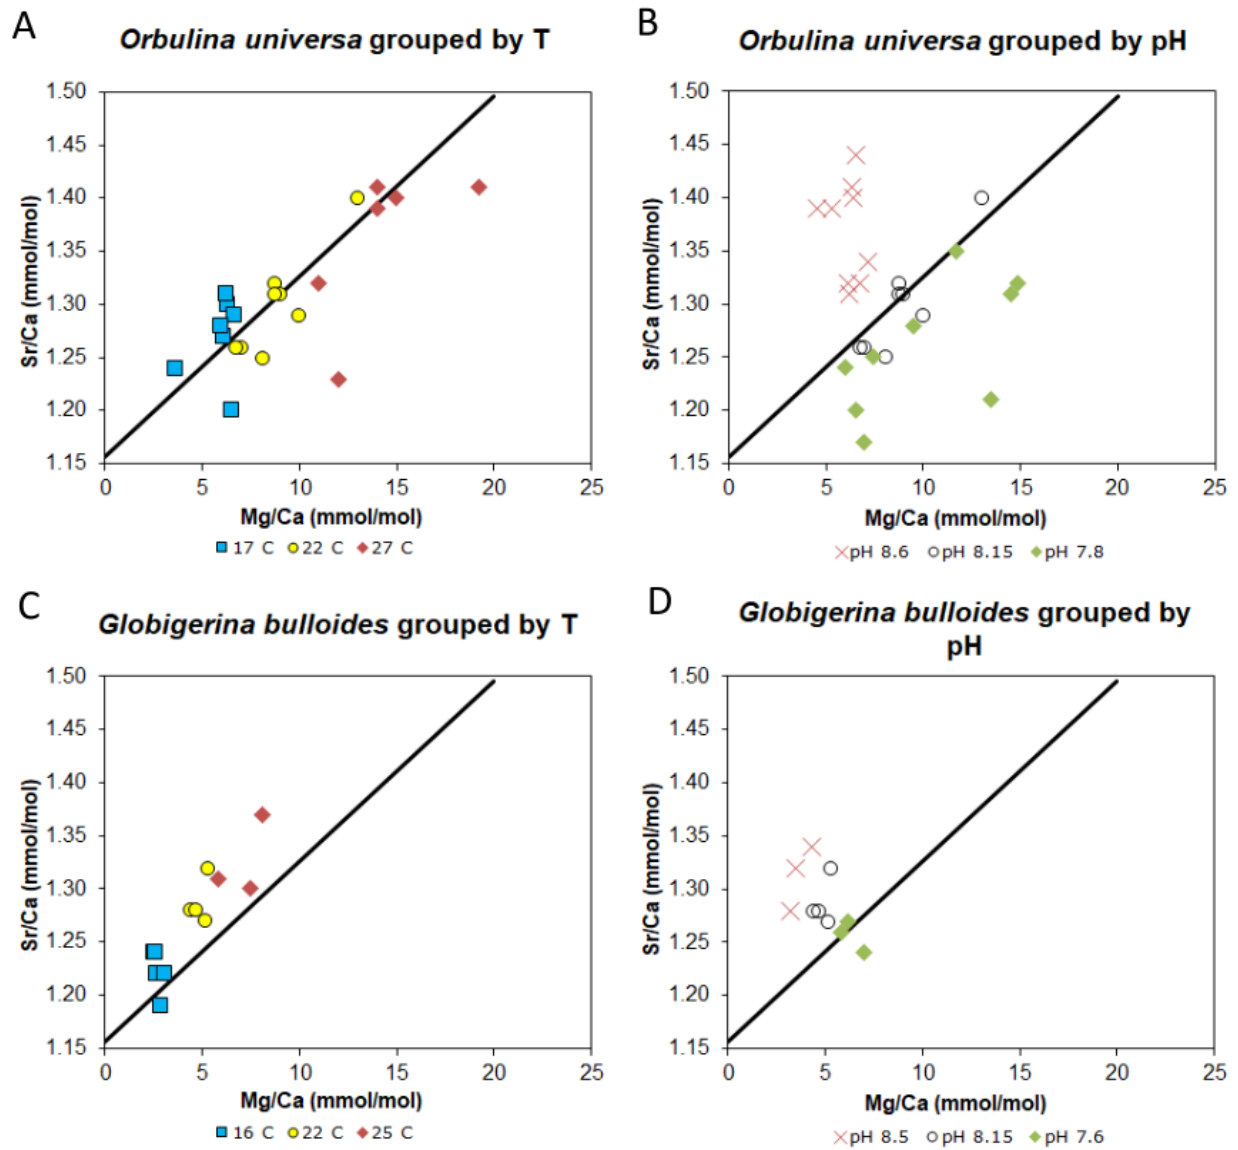 A
Orbulina universa grouped by T
1.50
1.45
1.40
1.35
1.30
1.25
1.20
1.15
Sr/Ca (mmol/mol)
0 5 10 15 20 25
Mg/Ca (mmol/mol)
17 C 22 C 27 C
B
Orbulina universa grouped by pH
1.50
1.45
1.40
1.35
1.30
1.25
1.20
1.15
Sr/Ca (mmol/mol)
0 5 10 15 20 25
Mg/Ca (mmol/mol)
pH 8.6 pH 8.15 pH 7.8
C
Globigerina bulloides grouped by T
1.50
1.45
1.40
1.35
1.30
1.25
1.20
1.15
Sr/Ca (mmol/mol)
0 5 10 15 20 25
Mg/Ca (mmol/mol)
16 C 22 C 25 C
D
Globigerina bulloides grouped by
pH
1.50
1.45
1.40
1.35
1.30
1.25
1.20
1.15
Sr/Ca (mmol/mol)
0 5 10 15 20 25
Mg/Ca (mmol/mol)
pH 8.5 pH 8.15 pH 7.6